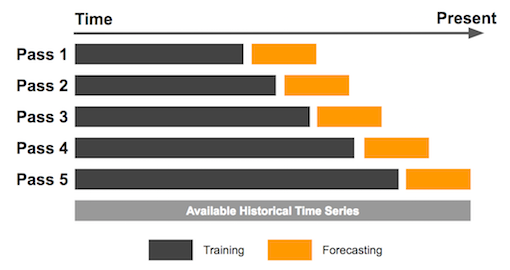 Time
Present
Pass 1
Pass 2
Pass 3
Pass 4
Pass 5
Available Historical Time Series
Training
Forecasting